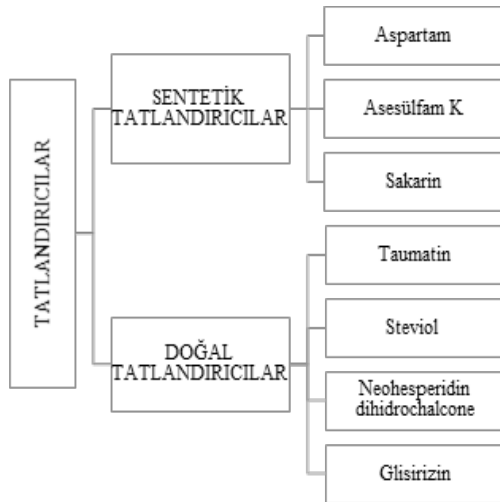 TATLANDIRICILAR
SENTETİK
TATLANDIRICILAR
Aspartam
Asesülfam K
Sakarin
DOĞAL
TATLANDIRICILAR
Taumatin
Steviol
Neohesperidin
dihidrochalcone
Glisirizin